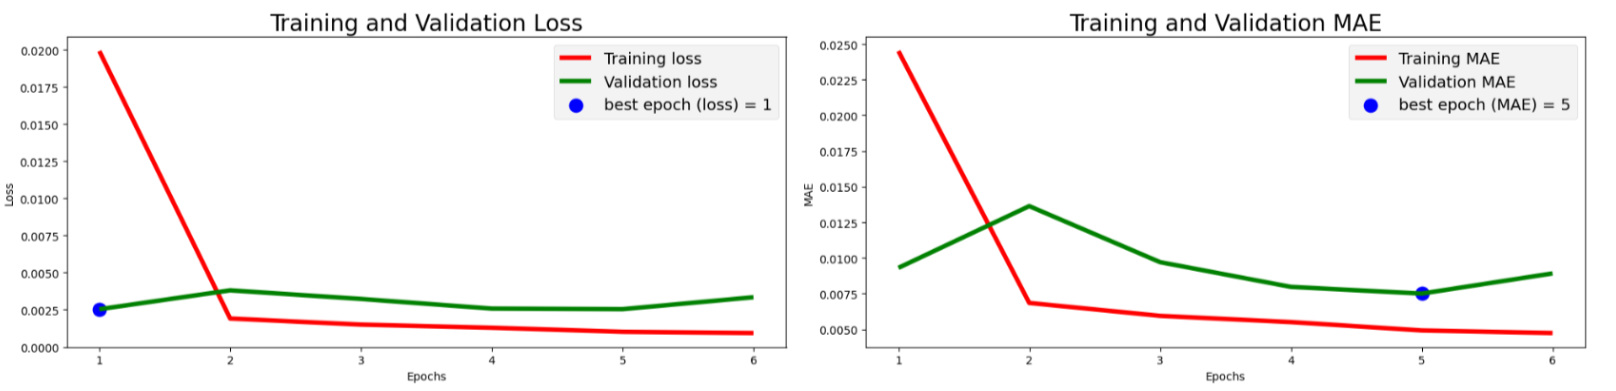 Training and Validation Loss
0.0200
0.0175
0.0150
0.0125
0.0100
0.0075
0.0050
0.0025
0.0000
Loss
Training loss
Validation loss
best epoch (loss) = 1
1 2 3 4 5 6
Epochs
Training and Validation MAE
0.0250
0.0225
0.0200
0.0175
0.0150
0.0125
0.0100
0.0075
0.0050
MAE
Training MAE
Validation MAE
best epoch (MAE) = 5
1 2 3 4 5 6
Epochs